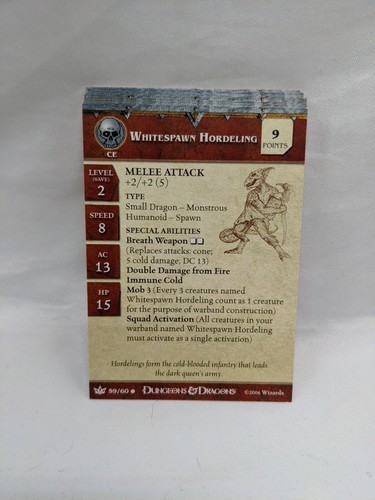 WHITESPAWN HORDELING
9
POINTS
CE
LEVEL
(SAVE)
2
SPEED
8
AC
13
HP
15
MELEE ATTACK
+2/+2 (5)
TYPE
Small Dragon – Monstrous
Humanoid – Spawn
SPECIAL ABILITIES
Breath Weapon
(Replaces attacks: cone;
5 cold damage; DC 13)
Double Damage from Fire
Immune Cold
Mob 3 (Every 3 creatures named
Whitespawn Hordeling count as 1 creature
for the purpose of warband construction)
Squad Activation (All creatures in your
warband named Whitespawn Hordeling
must activate as a single activation)
Hordelings form the cold-blooded infantry that leads
the dark queen's army.
59/60 ●
DUNGEONS & DRAGONS
©2006 Wizards